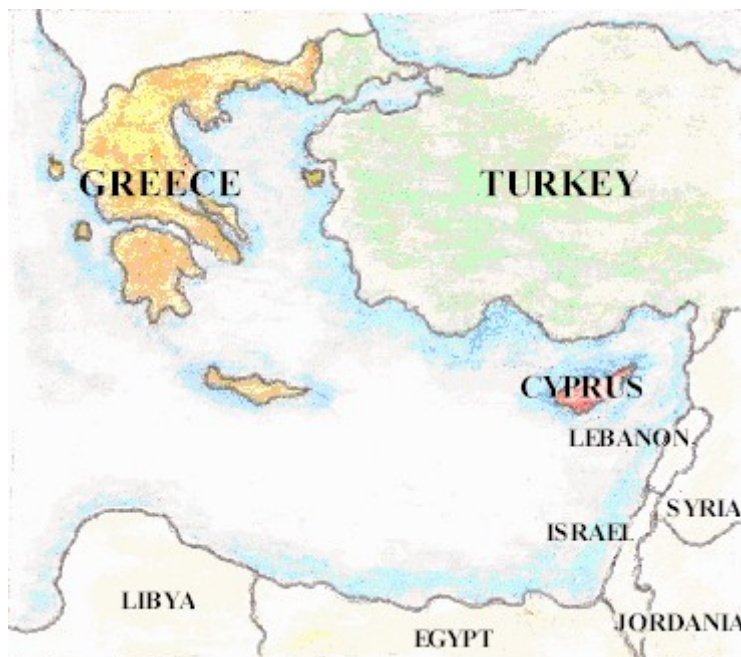 GREECE
TURKEY
CYPRUS
LEBANON
SYRIA
ISRAEL
LIBYA
JORDANIA
EGYPT